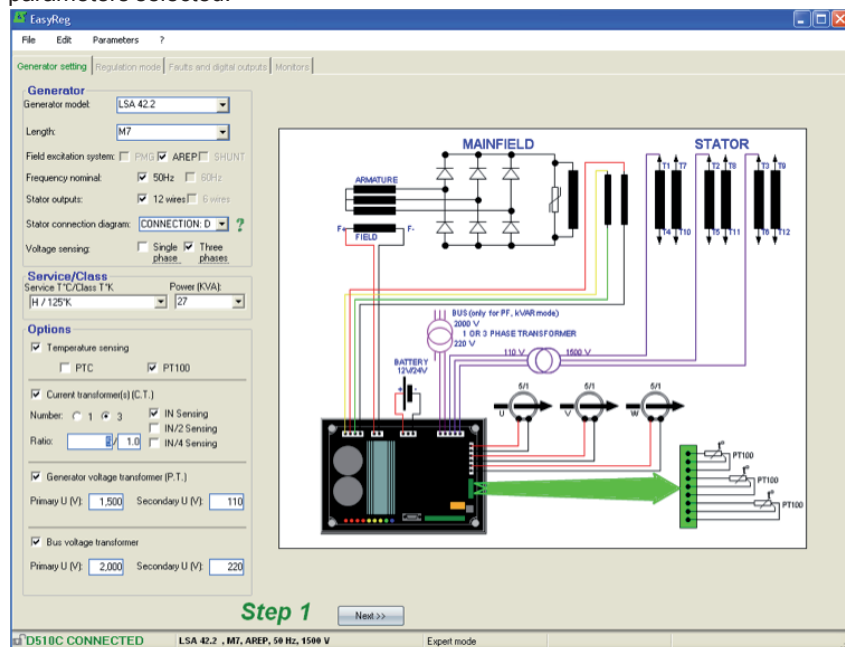 parameters selected.
EasyReg
File Edit Parameters ?
Generator setting Regulation mode Faults and digital outputs Monitors
Generator
Generator model: LSA 42.2
Length: M7
Field excitation system: PMG AREP SHUNT
Frequency nominal: 50Hz 60Hz
Stator outputs: 12 wires 6 wires
Stator connection diagram: CONNECTION: D ?
Voltage sensing: Single phase Three phases
Service/Class
Service T°C/Class T°K Power (KVA):
H / 125°K 27
Options
Temperature sensing
PTC PT100
Current transformer(s) (C.T.)
Number: 1 3 IN Sensing
IN/2 Sensing
Ratio: / 1.0 IN/4 Sensing
Generator voltage transformer (P.T.)
Primary U (V): 1,500 Secondary U (V): 110
Bus voltage transformer
Primary U (V): 2,000 Secondary U (V): 220
MAINFIELD STATOR
T1 T7 T2 T8 T3 T9
ARMATURE
F+ F-
FIELD
T4 T10 T5 T11 T6 T12
BUS (only for PF, kVAR mode)
2000 V
1 OR 3 PHASE TRANSFORMER
220 V
110 V 1500 V
BATTERY
12V/24V
+ -
5/1 5/1 5/1
U V W
PT100
PT100
PT100
Step 1 Next >>
D510C CONNECTED LSA 42.2 , M7, AREP, 50 Hz, 1500 V Expert mode